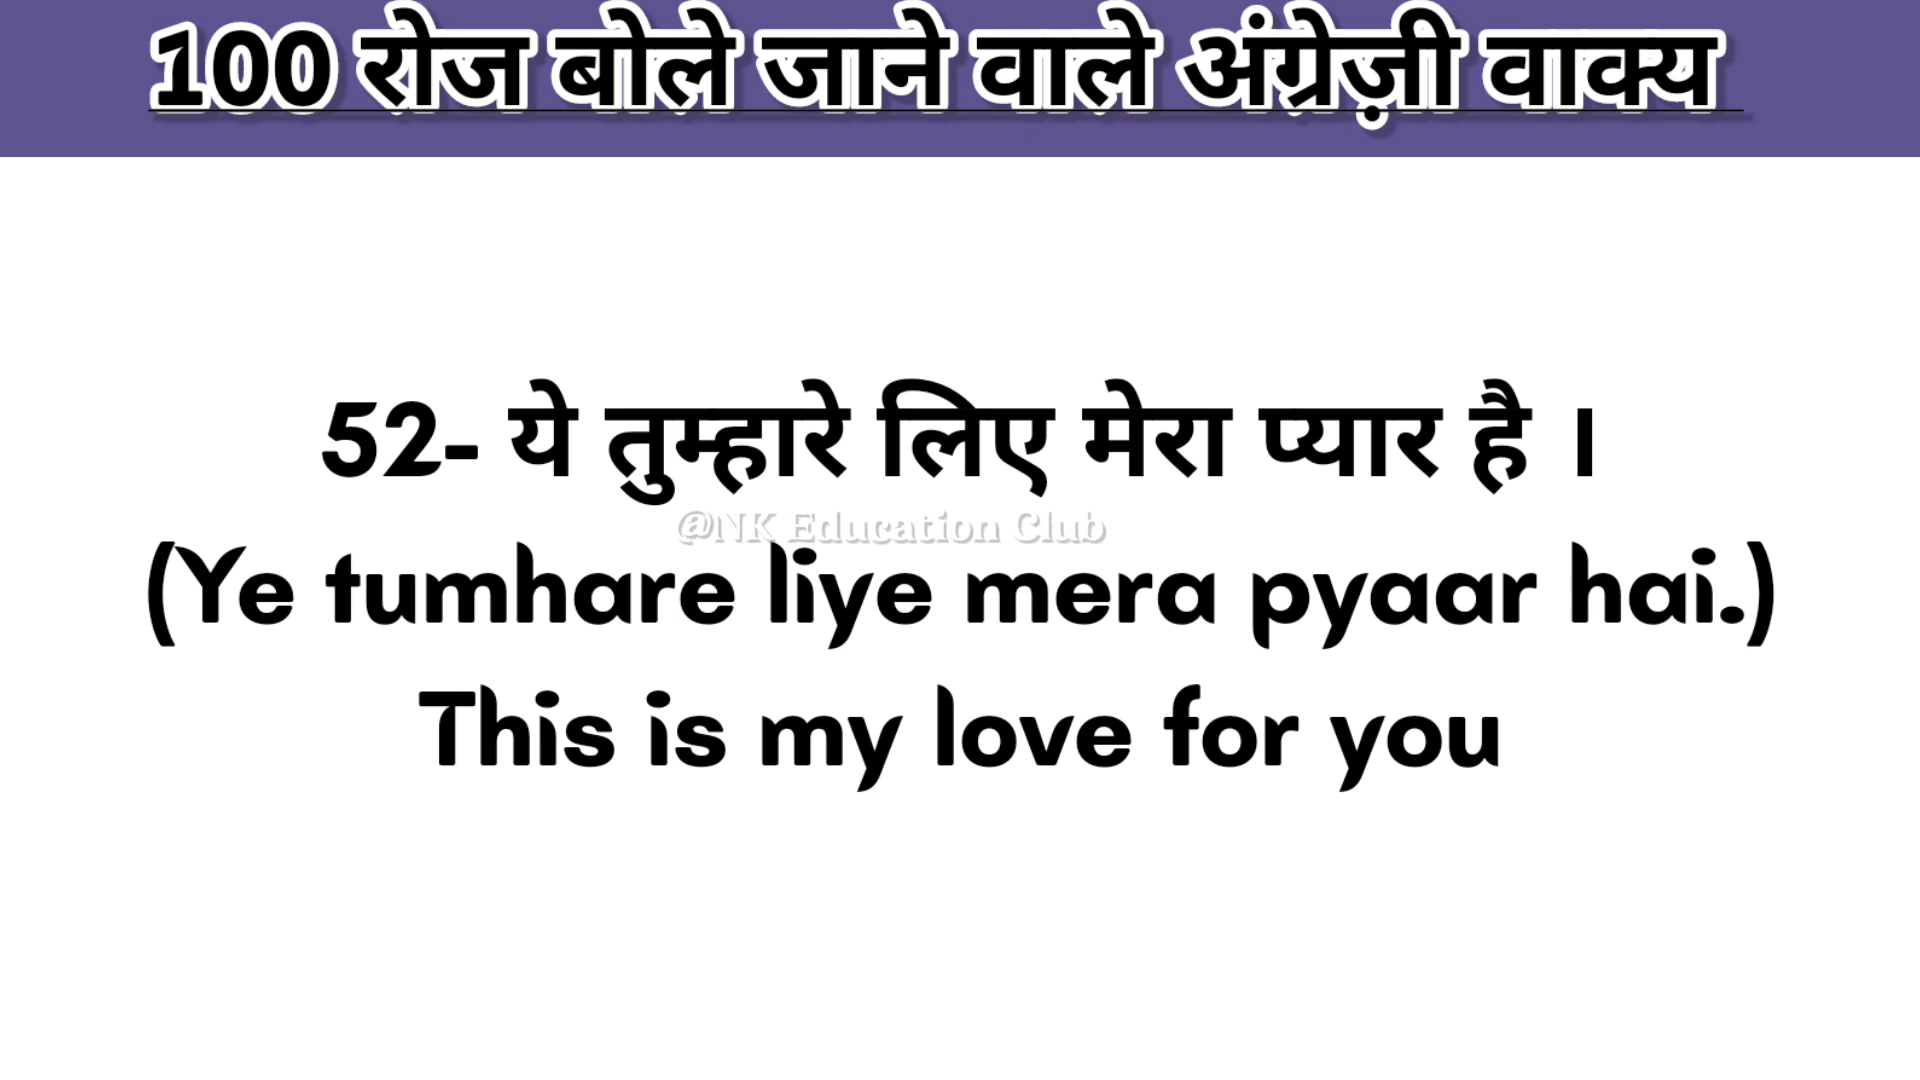 100 रोज बोले जाने वाले अंग्रेज़ी वाक्य
52- ये तुम्हारे लिए मेरा प्यार है ।
@NK Education Club
(Ye tumhare liye mera pyaar hai.)
This is my love for you